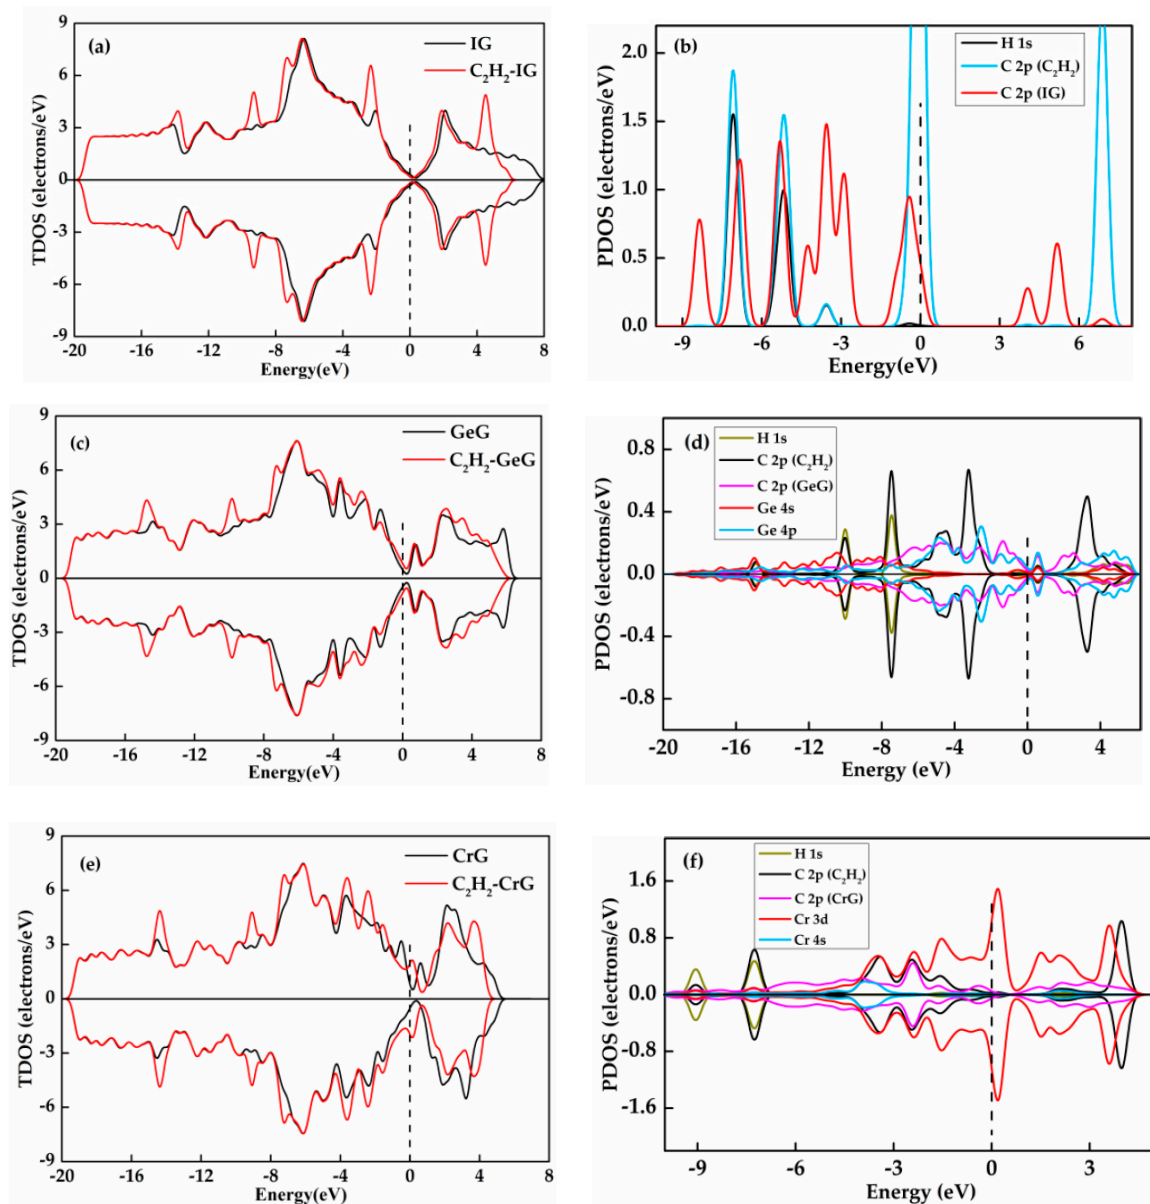 (a)
IG
C₂H₂-IG
TDOS (electrons/eV)
9
6
3
0
-3
-6
-9
-20 -16 -12 -8 -4 0 4 8
Energy(eV)
(b)
H 1s
C 2p (C₂H₂)
C 2p (IG)
PDOS (electrons/eV)
2.0
1.5
1.0
0.5
0.0
-9 -6 -3 0 3 6
Energy(eV)
(c)
GeG
C₂H₂-GeG
TDOS (electrons/eV)
9
6
3
0
-3
-6
-9
-20 -16 -12 -8 -4 0 4 8
Energy(eV)
(d)
H 1s
C 2p (C₂H₂)
C 2p (GeG)
Ge 4s
Ge 4p
PDOS (electrons/eV)
0.8
0.4
0.0
-0.4
-0.8
-20 -16 -12 -8 -4 0 4
Energy (eV)
(e)
CrG
C₂H₂-CrG
TDOS (electrons/eV)
9
6
3
0
-3
-6
-9
-20 -16 -12 -8 -4 0 4 8
Energy(eV)
(f)
H 1s
C 2p (C₂H₂)
C 2p (CrG)
Cr 3d
Cr 4s
PDOS (electrons/eV)
1.6
0.8
0.0
-0.8
-1.6
-9 -6 -3 0 3
Energy (eV)